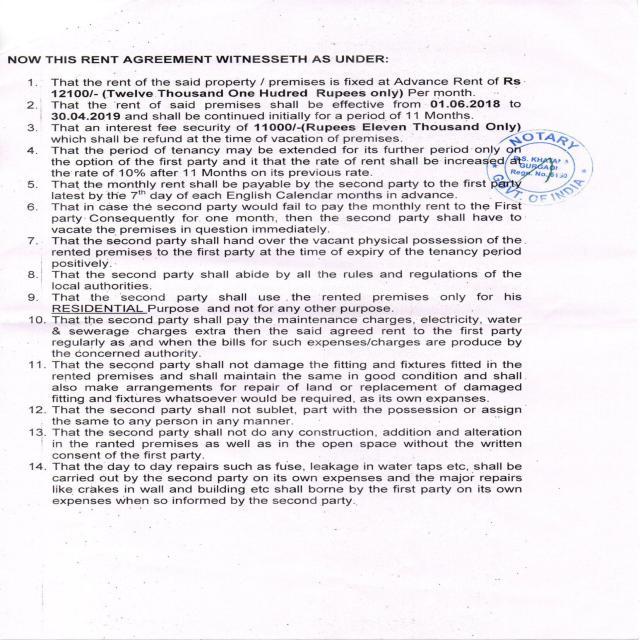 NOW THIS RENT AGREEMENT WITNESSETH AS UNDER:
1. That the rent of the said property / premises is fixed at Advance Rent of Rs
12100/- (Twelve Thousand One Hudred Rupees only) Per month.
2. That the rent of said premises shall be effective from 01.06.2018 to
30.04.2019 and shall be continued initially for a period of 11 Months.
3. That an interest fee security of 11000/-(Rupees Eleven Thousand Only)
which shall be refund at the time of vacation of premises.
4. That the period of tenancy may be extended for its further period only on
the option of the first party and it that the rate of rent shall be increased at
the rate of 10% after 11 Months on its previous rate.
5. That the monthly rent shall be payable by the second party to the first party
latest by the 7th day of each English Calendar months in advance.
6. That in case the second party would fail to pay the monthly rent to the First
party Consequently for one month, then the second party shall have to
vacate the premises in question immediately.
7. That the second party shall hand over the vacant physical possession of the
rented premises to the first party at the time of expiry of the tenancy period
positively.
8. That the second party shall abide by all the rules and regulations of the
local authorities.
9. That the second party shall use the rented premises only for his
RESIDENTIAL Purpose and not for any other purpose.
10. That the second party shall pay the maintenance charges, electricity, water
& sewerage charges extra then the said agreed rent to the first party
regularly as and when the bills for such expenses/charges are produce by
the concerned authority.
11. That the second party shall not damage the fitting and fixtures fitted in the
rented premises and shall maintain the same in good condition and shall
also make arrangements for repair of land or replacement of damaged
fitting and fixtures whatsoever would be required, as its own expanses.
12. That the second party shall not sublet, part with the possession or assign
the same to any person in any manner.
13. That the second party shall not do any construction, addition and alteration
in the ranted premises as well as in the open space without the written
consent of the first party.
14. That the day to day repairs such as fuse, leakage in water taps etc, shall be
carried out by the second party on its own expenses and the major repairs
like crakes in wall and building etc shall borne by the first party on its own
expenses when so informed by the second party.
NOTARY
GURGAON
Regn. No.
GOVT. OF INDIA